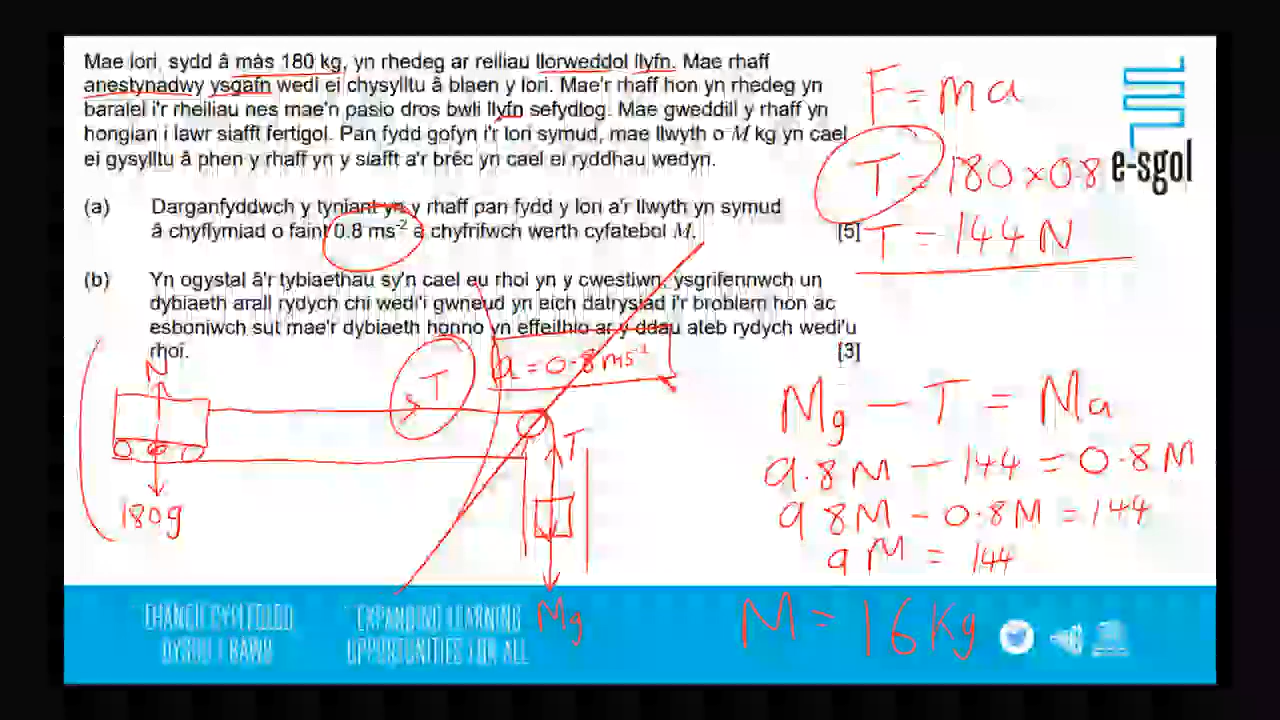 Mae lori, sydd â màs 180 kg, yn rhedeg ar reiliau llorweddol llyfn. Mae rhaff
anestynadwy ysgafn wedi ei chysylltu â blaen y lori. Mae'r rhaff hon yn rhedeg yn
baralel i'r rheiliau nes mae'n pasio dros bwli llyfn sefydlog. Mae gweddill y rhaff yn
hongian i lawr siafft fertigol. Pan fydd gofyn i'r lori symud, mae llwyth o M kg yn cael
ei gysylltu â phen y rhaff yn y siafft a'r brêc yn cael ei ryddhau wedyn.
(a) Darganfyddwch y tyniant yn y rhaff pan fydd y lori a'r llwyth yn symud
â chyflymiad o faint 0.8 ms⁻² a chyfrifwch werth cyfatebol M. [5]
(b) Yn ogystal â'r tybiaethau sy'n cael eu rhoi yn y cwestiwn, ysgrifennwch un
dybiaeth arall rydych chi wedi'i gwneud yn eich datrysiad i'r broblem hon ac
esboniwch sut mae'r dybiaeth honno yn effeithio ar y ddau ateb rydych wedi'u
rhoi. [3]
F = ma
T = 180 × 0.8
T = 144 N
e-sgol
N
T
a = 0.8 ms⁻²
T
180g
Mg
Mg - T = Ma
9.8M - 144 = 0.8M
9.8M - 0.8M = 144
9M = 144
M = 16 Kg
EXPANDING LEARNING
OPPORTUNITIES FOR ALL